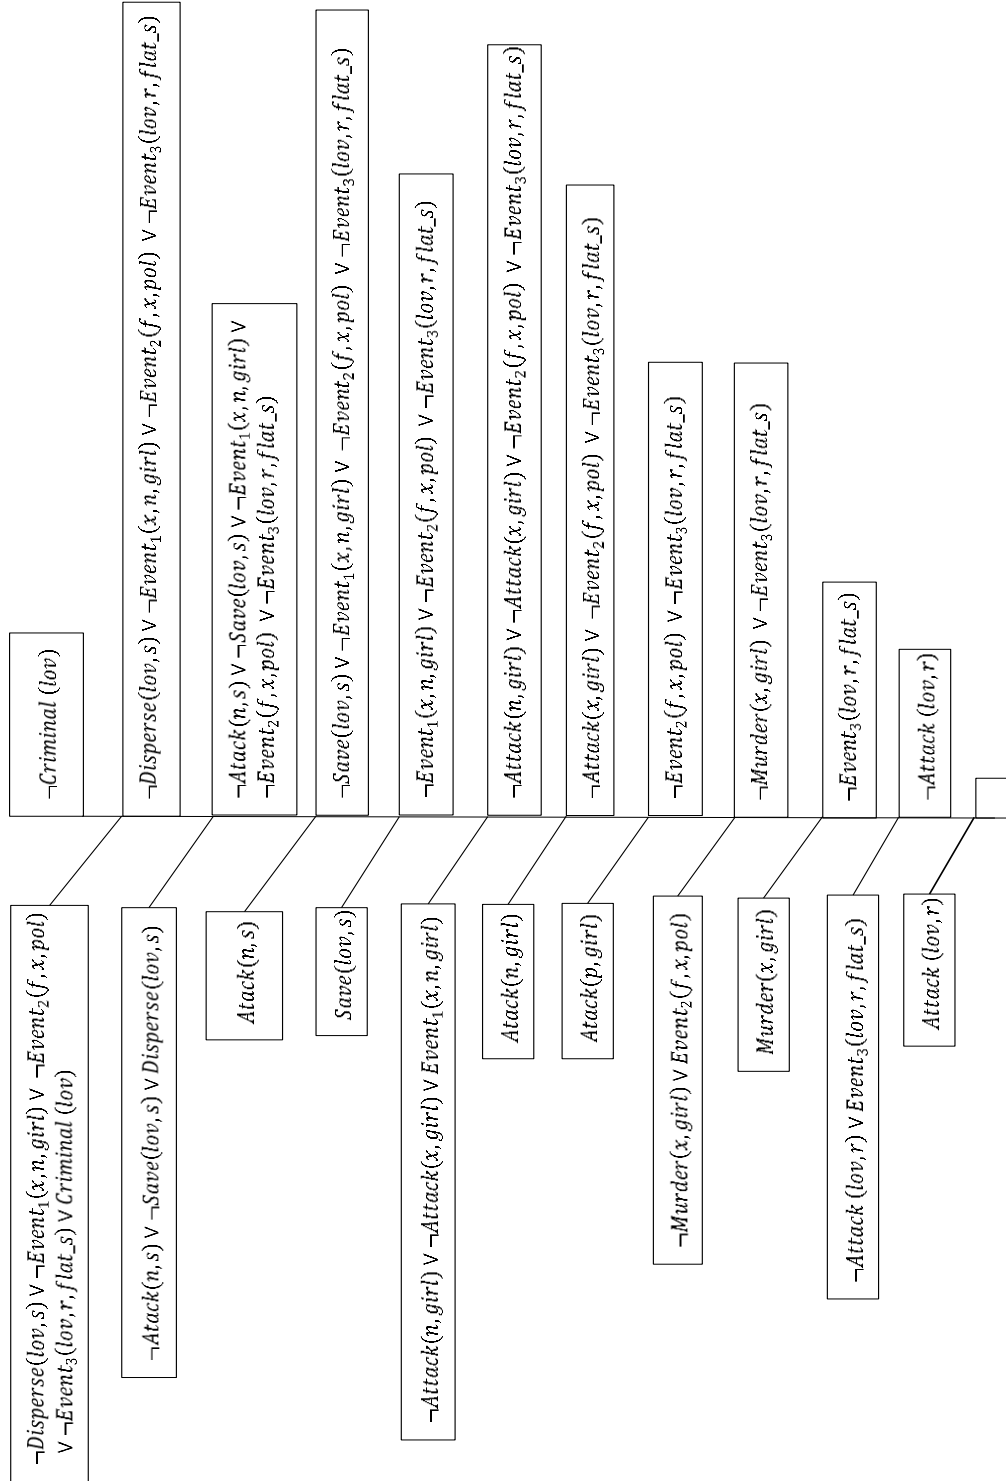 ¬Criminal (lov)
¬Disperse(lov,s) ∨ ¬Event₁(x,n,girl) ∨ ¬Event₂(f,x,pol)
∨ ¬Event₃(lov,r,flat_s) ∨ Criminal (lov)
¬Disperse(lov,s) ∨ ¬Event₁(x,n,girl) ∨ ¬Event₂(f,x,pol) ∨ ¬Event₃(lov,r,flat_s)
¬Atack(n,s) ∨ ¬Save(lov,s) ∨ Disperse(lov,s)
¬Atack(n,s) ∨ ¬Save(lov,s) ∨ ¬Event₁(x,n,girl) ∨
¬Event₂(f,x,pol) ∨ ¬Event₃(lov,r,flat_s)
Atack(n,s)
¬Save(lov,s) ∨ ¬Event₁(x,n,girl) ∨ ¬Event₂(f,x,pol) ∨ ¬Event₃(lov,r,flat_s)
Save(lov,s)
¬Event₁(x,n,girl) ∨ ¬Event₂(f,x,pol) ∨ ¬Event₃(lov,r,flat_s)
¬Attack(n,girl) ∨ ¬Attack(x,girl) ∨ Event₁(x,n,girl)
¬Attack(n,girl) ∨ ¬Attack(x,girl) ∨ ¬Event₂(f,x,pol) ∨ ¬Event₃(lov,r,flat_s)
Atack(n,girl)
¬Attack(x,girl) ∨ ¬Event₂(f,x,pol) ∨ ¬Event₃(lov,r,flat_s)
Atack(p,girl)
¬Event₂(f,x,pol) ∨ ¬Event₃(lov,r,flat_s)
¬Murder(x,girl) ∨ Event₂(f,x,pol)
¬Murder(x,girl) ∨ ¬Event₃(lov,r,flat_s)
Murder(x,girl)
¬Event₃(lov,r,flat_s)
¬Attack (lov,r) ∨ Event₃(lov,r,flat_s)
¬Attack (lov,r)
Attack (lov,r)